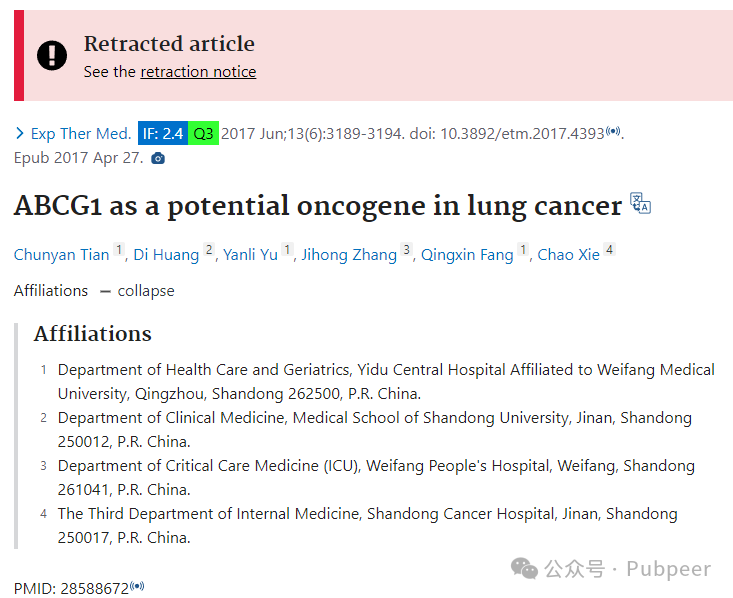 Retracted article
See the retraction notice
Exp Ther Med. IF: 2.4 Q3 2017 Jun;13(6):3189-3194. doi: 10.3892/etm.2017.4393.
Epub 2017 Apr 27.
ABCG1 as a potential oncogene in lung cancer
Chunyan Tian 1, Di Huang 2, Yanli Yu 1, Jihong Zhang 3, Qingxin Fang 1, Chao Xie 4
Affiliations — collapse
Affiliations
1 Department of Health Care and Geriatrics, Yidu Central Hospital Affiliated to Weifang Medical
University, Qingzhou, Shandong 262500, P.R. China.
2 Department of Clinical Medicine, Medical School of Shandong University, Jinan, Shandong
250012, P.R. China.
3 Department of Critical Care Medicine (ICU), Weifang People's Hospital, Weifang, Shandong
261041, P.R. China.
4 The Third Department of Internal Medicine, Shandong Cancer Hospital, Jinan, Shandong
250017, P.R. China.
公众号 · Pubpeer
PMID: 28588672